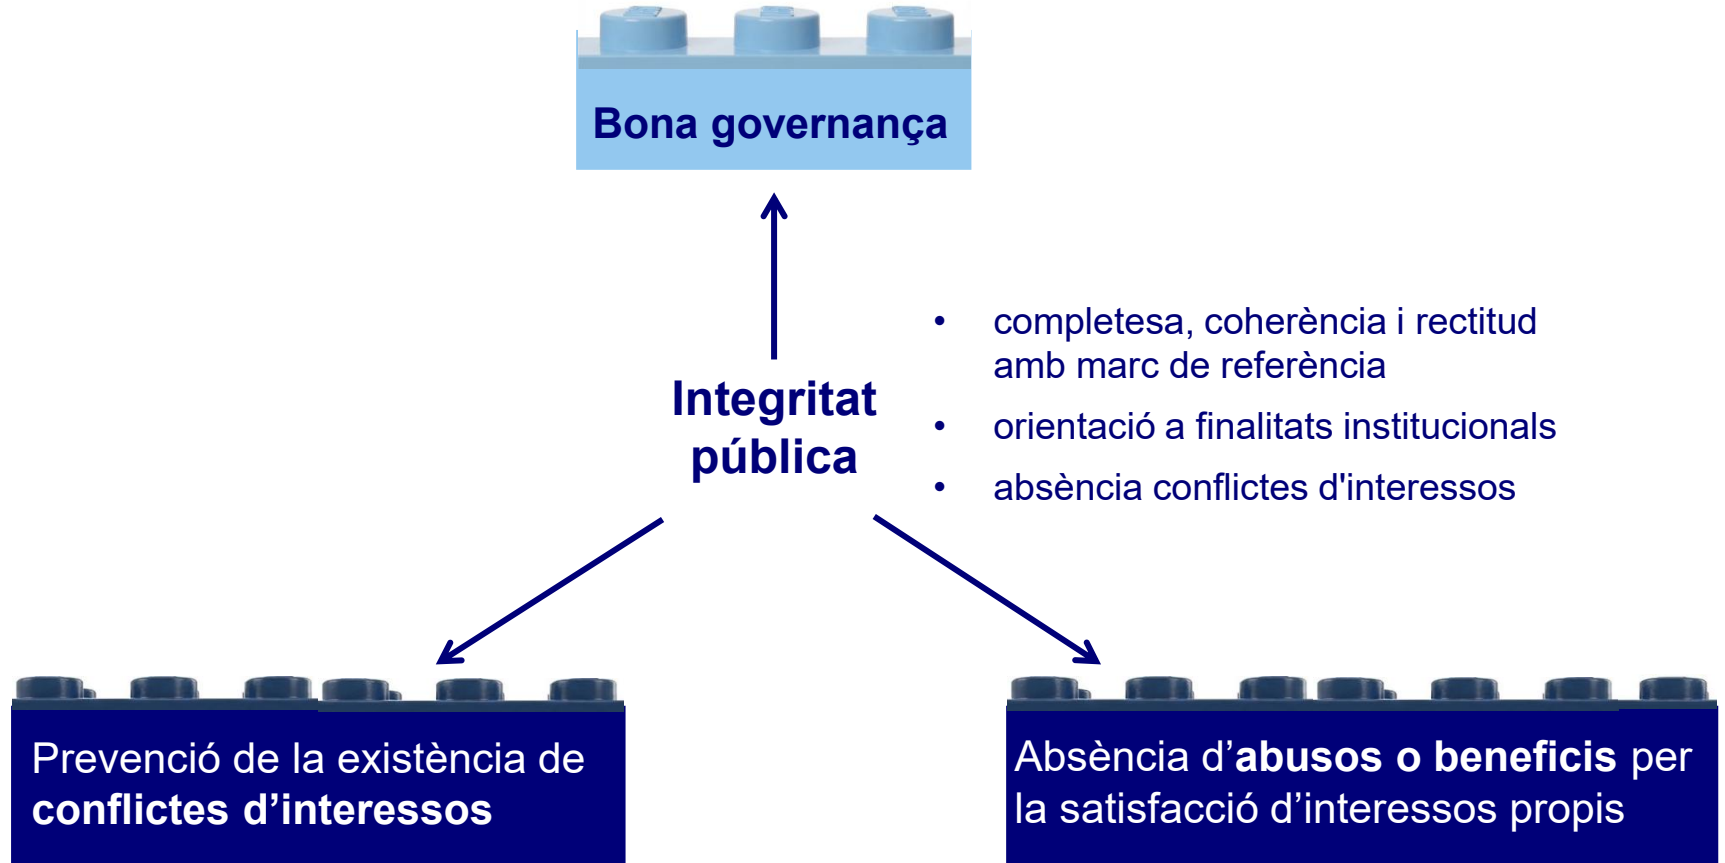 Bona governança
Integritat
pública
• completesa, coherència i rectitud
amb marc de referència
• orientació a finalitats institucionals
• absència conflictes d'interessos
Prevenció de la existència de
conflictes d’interessos
Absència d’abusos o beneficis per
la satisfacció d’interessos propis